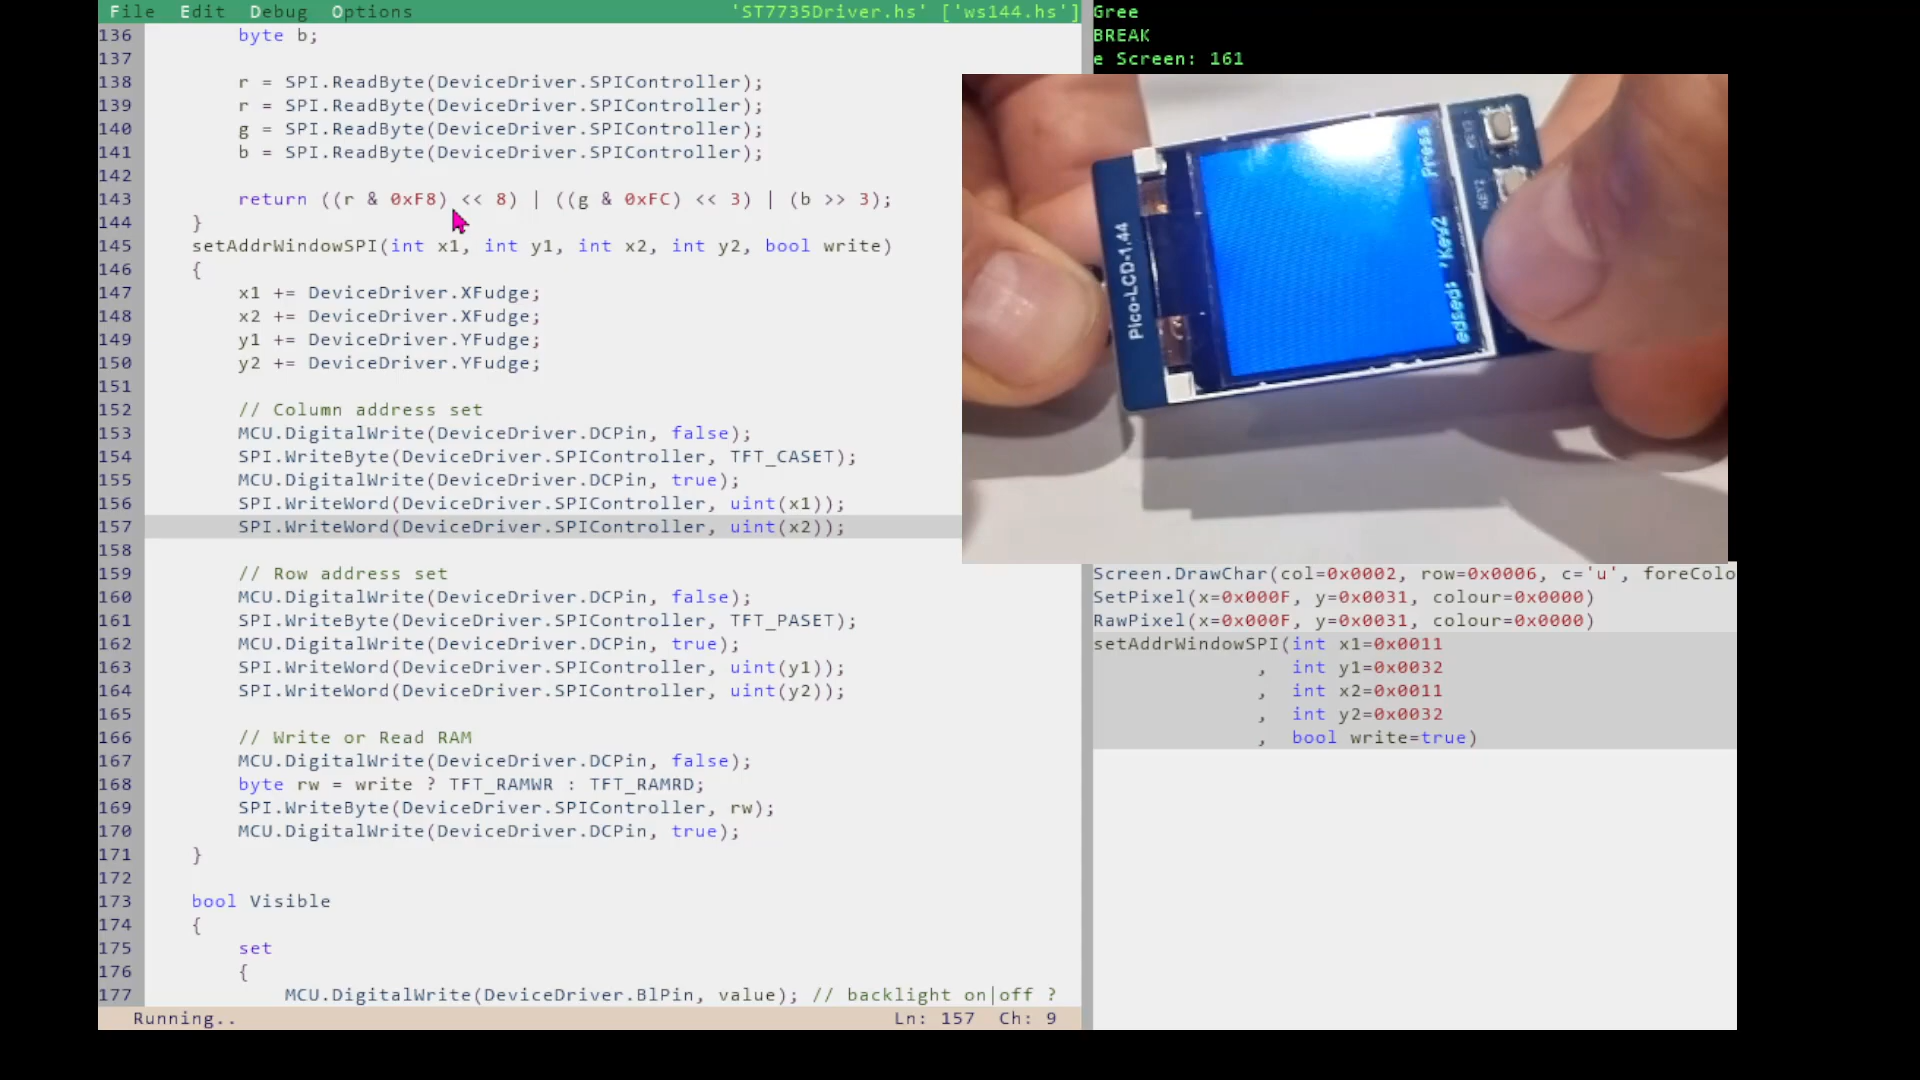 File Edit Debug Options 'ST7735Driver.hs' ['ws144.hs']
136 byte b;
137
138 r = SPI.ReadByte(DeviceDriver.SPIController);
139 r = SPI.ReadByte(DeviceDriver.SPIController);
140 g = SPI.ReadByte(DeviceDriver.SPIController);
141 b = SPI.ReadByte(DeviceDriver.SPIController);
142
143 return ((r & 0xF8) << 8) | ((g & 0xFC) << 3) | (b >> 3);
144 }
145 setAddrWindowSPI(int x1, int y1, int x2, int y2, bool write)
146 {
147 x1 += DeviceDriver.XFudge;
148 x2 += DeviceDriver.XFudge;
149 y1 += DeviceDriver.YFudge;
150 y2 += DeviceDriver.YFudge;
151
152 // Column address set
153 MCU.DigitalWrite(DeviceDriver.DCPin, false);
154 SPI.WriteByte(DeviceDriver.SPIController, TFT_CASET);
155 MCU.DigitalWrite(DeviceDriver.DCPin, true);
156 SPI.WriteWord(DeviceDriver.SPIController, uint(x1));
157 SPI.WriteWord(DeviceDriver.SPIController, uint(x2));
158
159 // Row address set
160 MCU.DigitalWrite(DeviceDriver.DCPin, false);
161 SPI.WriteByte(DeviceDriver.SPIController, TFT_PASET);
162 MCU.DigitalWrite(DeviceDriver.DCPin, true);
163 SPI.WriteWord(DeviceDriver.SPIController, uint(y1));
164 SPI.WriteWord(DeviceDriver.SPIController, uint(y2));
165
166 // Write or Read RAM
167 MCU.DigitalWrite(DeviceDriver.DCPin, false);
168 byte rw = write ? TFT_RAMWR : TFT_RAMRD;
169 SPI.WriteByte(DeviceDriver.SPIController, rw);
170 MCU.DigitalWrite(DeviceDriver.DCPin, true);
171 }
172
173 bool Visible
174 {
175 set
176 {
177 MCU.DigitalWrite(DeviceDriver.BlPin, value); // backlight on|off ?
Running.. Ln: 157 Ch: 9
Gree
BREAK
e Screen: 161
Pico-LCD-1.44
Press
edsed: 'Key2
KEY2
Screen.DrawChar(col=0x0002, row=0x0006, c='u', foreColo
SetPixel(x=0x000F, y=0x0031, colour=0x0000)
RawPixel(x=0x000F, y=0x0031, colour=0x0000)
setAddrWindowSPI(int x1=0x0011
, int y1=0x0032
, int x2=0x0011
, int y2=0x0032
, bool write=true)